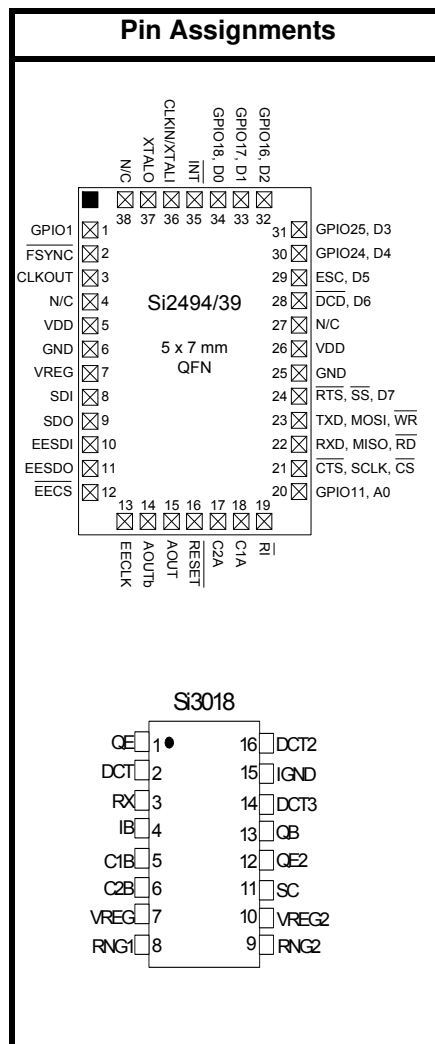 Pin Assignments
N/C
XTALO
CLKIN/XTALI
INT
GPIO18, D0
GPIO17, D1
GPIO16, D2
38 37 36 35 34 33 32
GPIO1 1
FSYNC 2
CLKOUT 3
N/C 4
VDD 5
GND 6
VREG 7
SDI 8
SDO 9
EESDI 10
EESDO 11
EECS 12
Si2494/39
5 x 7 mm
QFN
31 GPIO25, D3
30 GPIO24, D4
29 ESC, D5
28 DCD, D6
27 N/C
26 VDD
25 GND
24 RTS, SS, D7
23 TXD, MOSI, WR
22 RXD, MISO, RD
21 CTS, SCLK, CS
20 GPIO11, A0
13 14 15 16 17 18 19
EECLK
AOUTb
AOUT
RESET
C2A
C1A
RI
Si3018
QE 1 16 DCT2
DCT 2 15 IGND
RX 3 14 DCT3
IB 4 13 QB
C1B 5 12 QE2
C2B 6 11 SC
VREG 7 10 VREG2
RNG1 8 9 RNG2